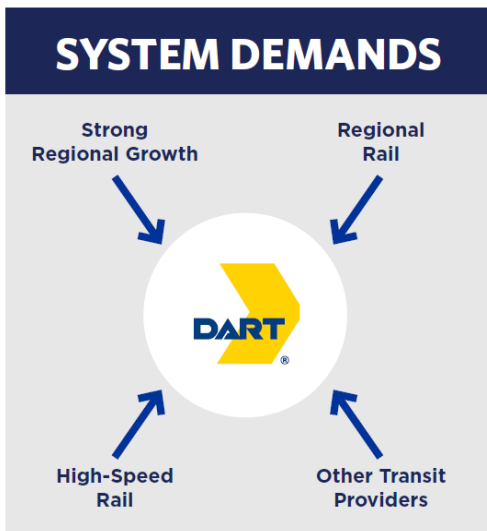 SYSTEM DEMANDS
Strong
Regional Growth
Regional
Rail
DART
®
High-Speed
Rail
Other Transit
Providers